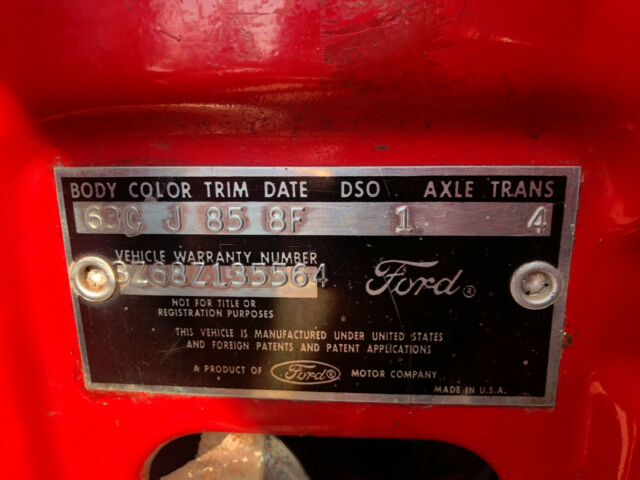 BODY COLOR TRIM DATE DSO AXLE TRANS
63C J 85 8F 1 4
VEHICLE WARRANTY NUMBER
3Z68Z135564
Ford®
NOT FOR TITLE OR
REGISTRATION PURPOSES
THIS VEHICLE IS MANUFACTURED UNDER UNITED STATES
AND FOREIGN PATENTS AND PATENT APPLICATIONS
A PRODUCT OF Ford® MOTOR COMPANY
MADE IN U.S.A.